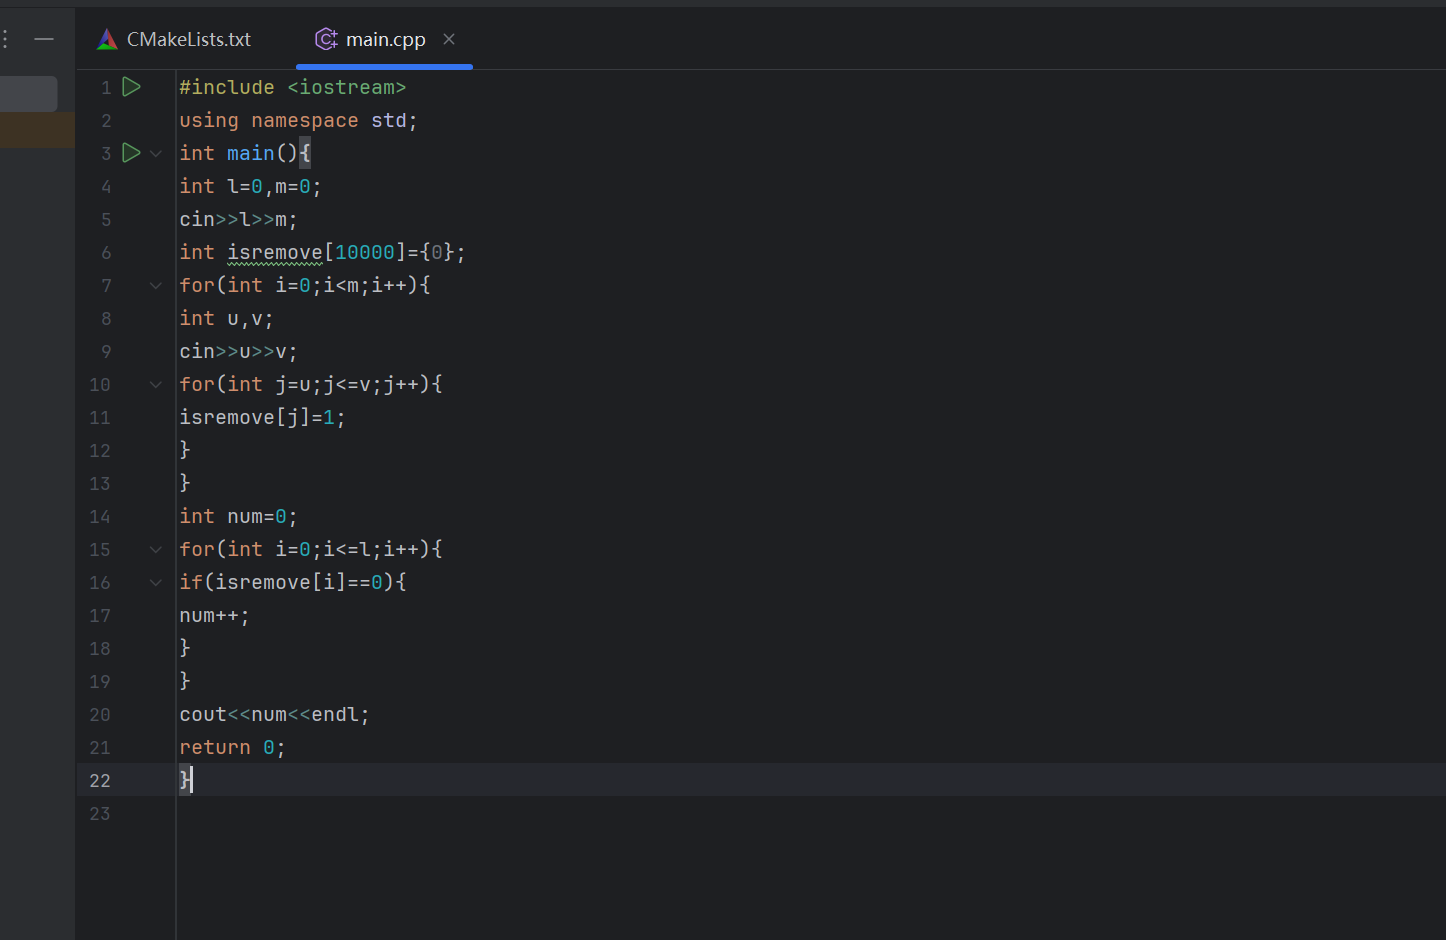 CMakeLists.txt main.cpp
1 #include <iostream>
2 using namespace std;
3 int main(){
4 int l=0,m=0;
5 cin>>l>>m;
6 int isremove[10000]={0};
7 for(int i=0;i<m;i++){
8 int u,v;
9 cin>>u>>v;
10 for(int j=u;j<=v;j++){
11 isremove[j]=1;
12 }
13 }
14 int num=0;
15 for(int i=0;i<=l;i++){
16 if(isremove[i]==0){
17 num++;
18 }
19 }
20 cout<<num<<endl;
21 return 0;
22 }
23